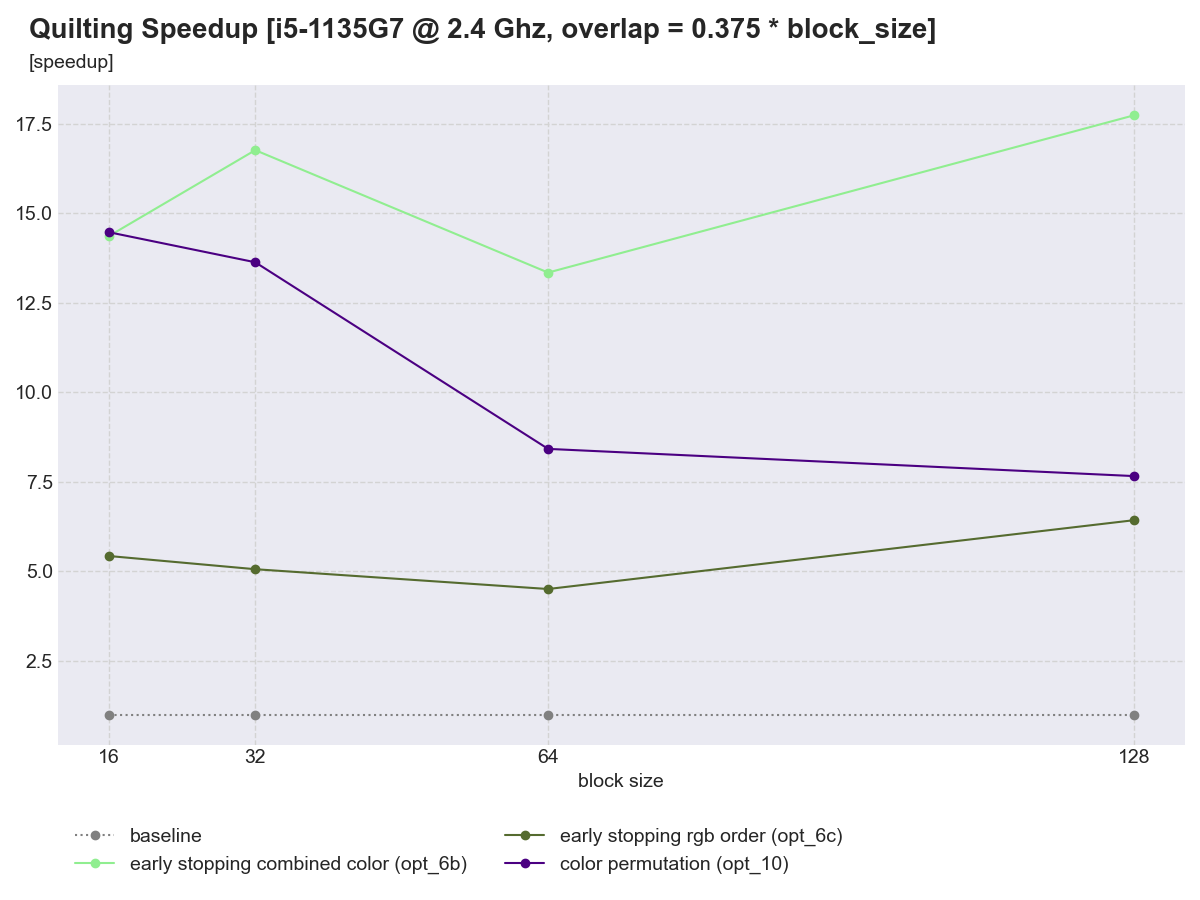 Quilting Speedup [i5-1135G7 @ 2.4 Ghz, overlap = 0.375 * block_size]
[speedup]
17.5
15.0
12.5
10.0
7.5
5.0
2.5
16 32 64 128
block size
baseline
early stopping combined color (opt_6b)
early stopping rgb order (opt_6c)
color permutation (opt_10)